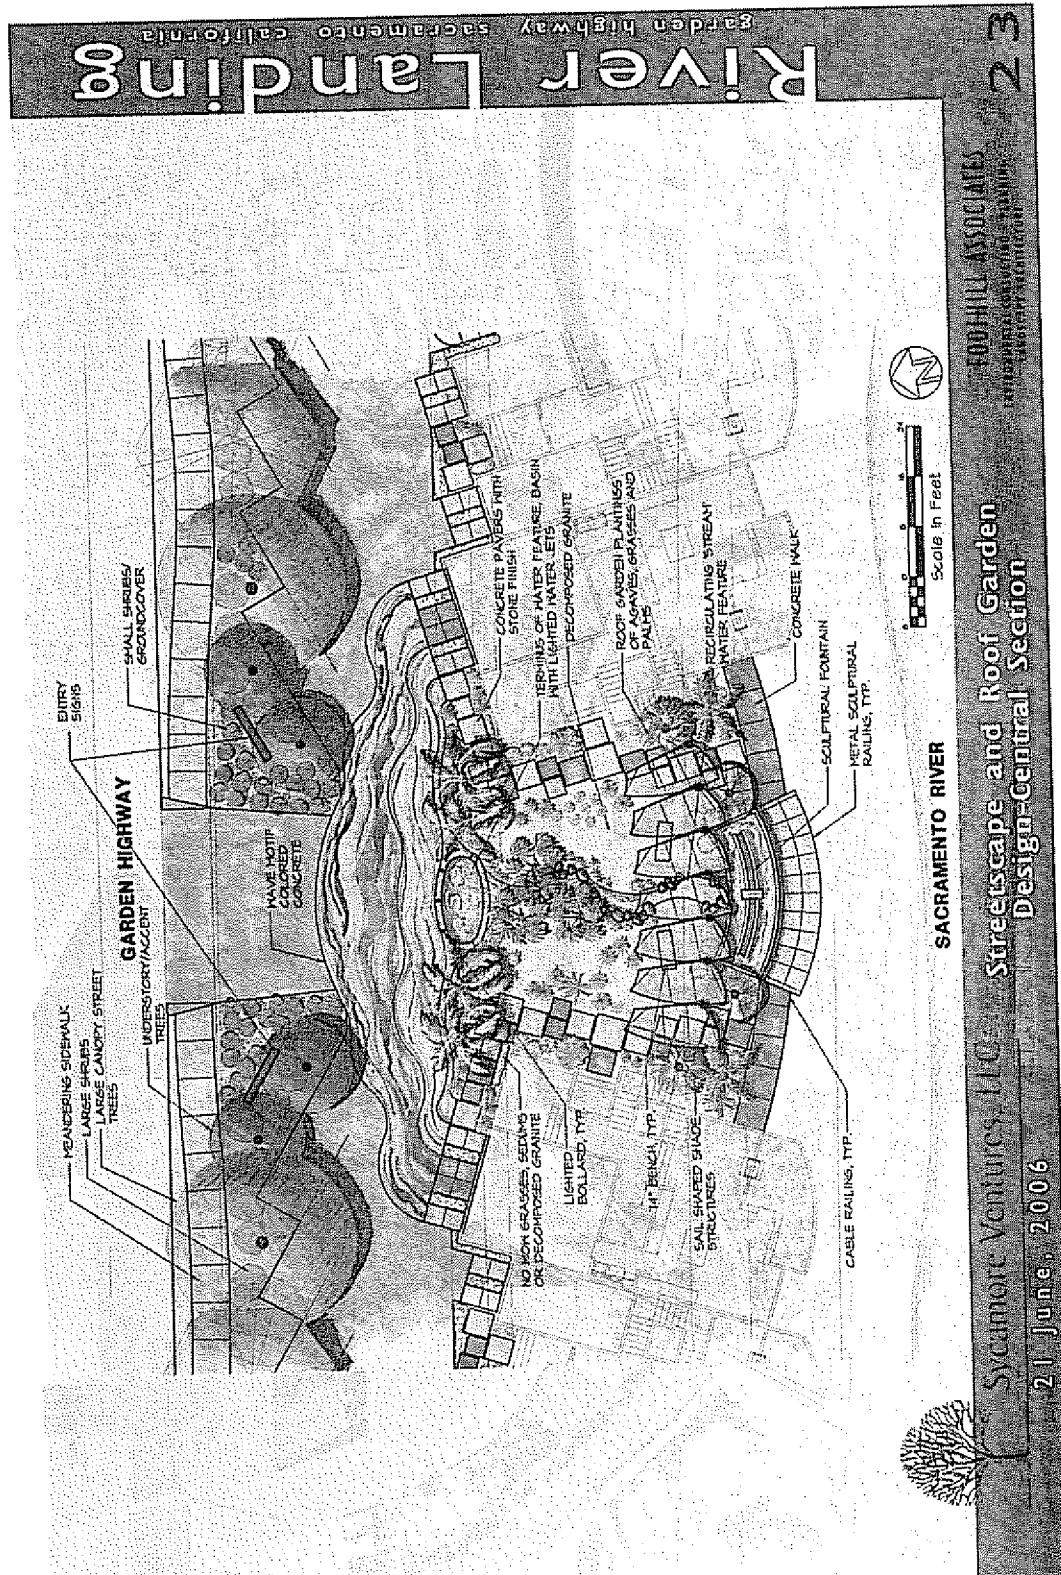 River Landing
garden highway sacramento california
ENTRY
SIGNS
SMALL SHRUBS/
GROUNDCOVER
GARDEN HIGHWAY
MEANDERING SIDEWALK
LARGE SHRUBS
LARGE CANOPY STREET
TREES
UNDERSTORY/ACCENT
TREES
WAVE MOTIF
COLORED
CONCRETE
CONCRETE PAVERS WITH
STONE FINISH
TERMINUS OF WATER FEATURE, BASIN
WITH LIGHTED WATER JETS
DECOMPOSED GRANITE
ROOF GARDEN PLANTINGS
OF AGAVES, GRASSES AND
PALMS
RECIRCULATING 'STREAM'
WATER FEATURE
CONCRETE WALK
SCULPTURAL FOUNTAIN
METAL SCULPTURAL
RAILING, TYP.
NO MOW GRASSES, SEDUMS
OR DECOMPOSED GRANITE
LIGHTED
BOLLARD, TYP.
14" BENCH, TYP.
SAIL SHAPED SHADE
STRUCTURES
CABLE RAILING, TYP.
SACRAMENTO RIVER
Scale In Feet
N
Sycamore Ventures, LLC
21 June, 2006
Streetscape and Roof Garden
Design-Central Section
FOOTHILL ASSOCIATES
23